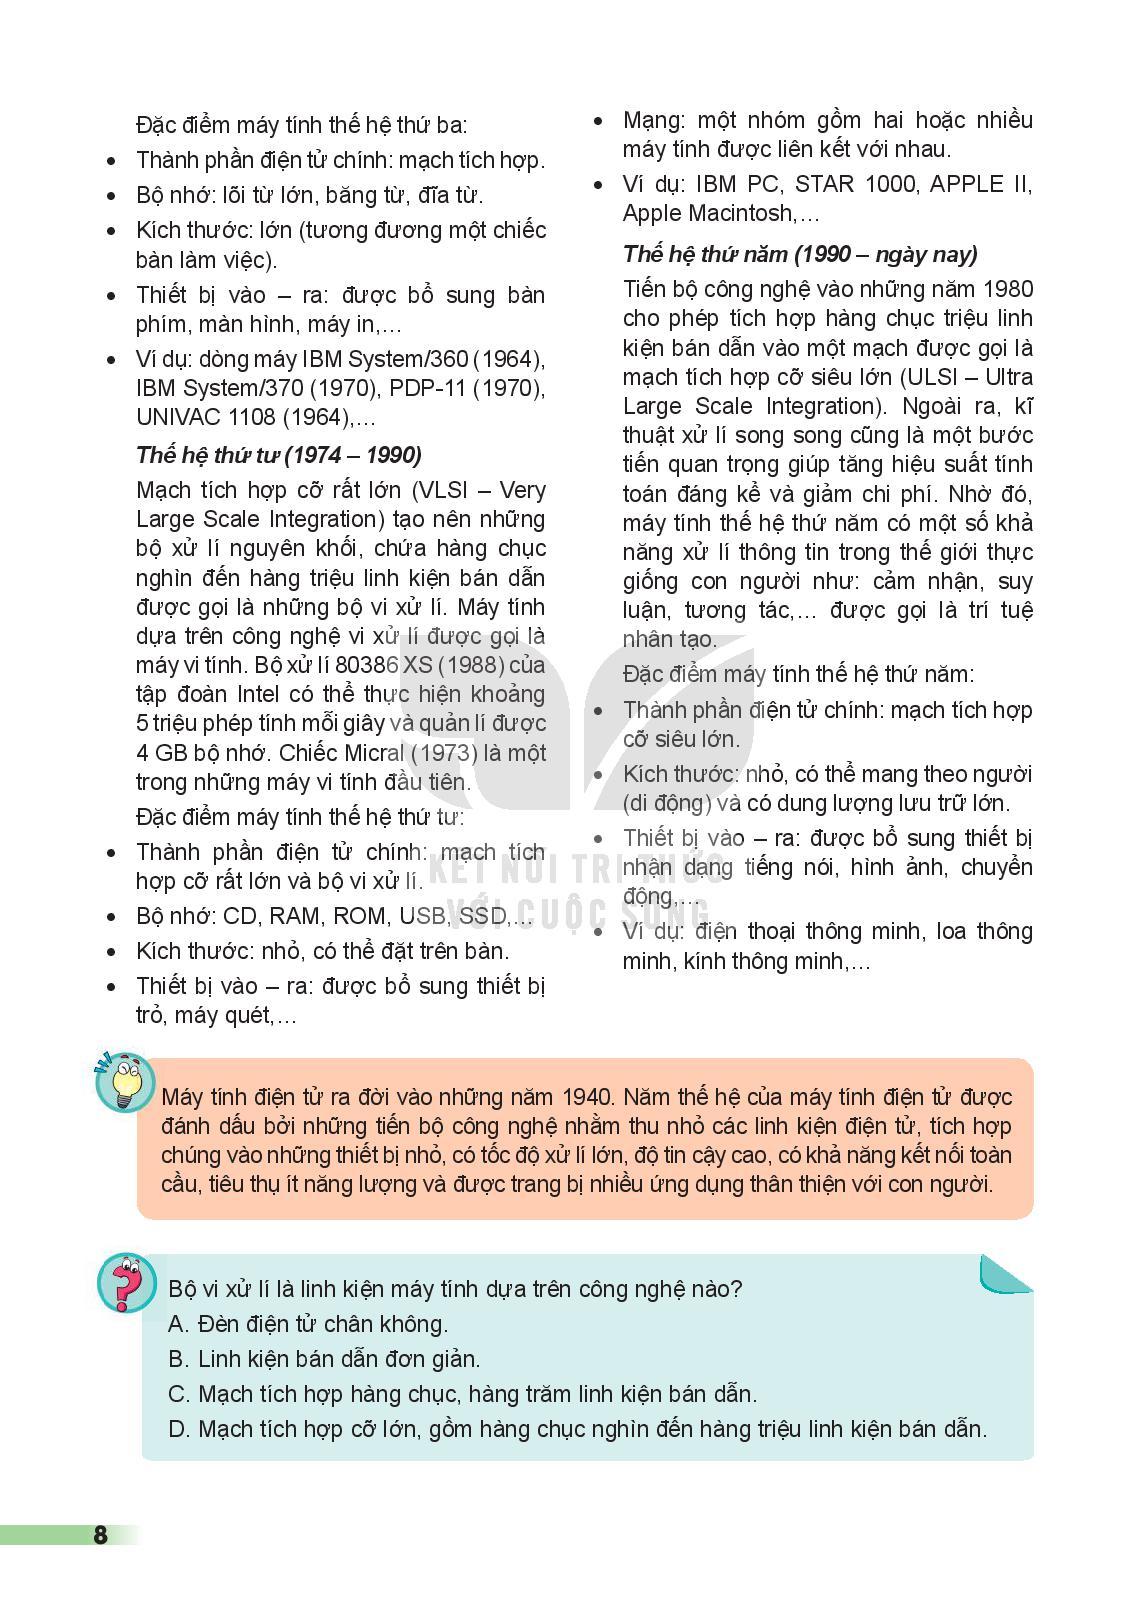 Đặc điểm máy tính thế hệ thứ ba:
• Thành phần điện tử chính: mạch tích hợp.
• Bộ nhớ: lõi từ lớn, băng từ, đĩa từ.
• Kích thước: lớn (tương đương một chiếc
bàn làm việc).
• Thiết bị vào – ra: được bổ sung bàn
phím, màn hình, máy in,…
• Ví dụ: dòng máy IBM System/360 (1964),
IBM System/370 (1970), PDP-11 (1970),
UNIVAC 1108 (1964),…
Thế hệ thứ tư (1974 – 1990)
Mạch tích hợp cỡ rất lớn (VLSI – Very
Large Scale Integration) tạo nên những
bộ xử lí nguyên khối, chứa hàng chục
nghìn đến hàng triệu linh kiện bán dẫn
được gọi là những bộ vi xử lí. Máy tính
dựa trên công nghệ vi xử lí được gọi là
máy vi tính. Bộ xử lí 80386 XS (1988) của
tập đoàn Intel có thể thực hiện khoảng
5 triệu phép tính mỗi giây và quản lí được
4 GB bộ nhớ. Chiếc Micral (1973) là một
trong những máy vi tính đầu tiên.
Đặc điểm máy tính thế hệ thứ tư:
• Thành phần điện tử chính: mạch tích
hợp cỡ rất lớn và bộ vi xử lí.
• Bộ nhớ: CD, RAM, ROM, USB, SSD,…
• Kích thước: nhỏ, có thể đặt trên bàn.
• Thiết bị vào – ra: được bổ sung thiết bị
trỏ, máy quét,…
• Mạng: một nhóm gồm hai hoặc nhiều
máy tính được liên kết với nhau.
• Ví dụ: IBM PC, STAR 1000, APPLE II,
Apple Macintosh,…
Thế hệ thứ năm (1990 – ngày nay)
Tiến bộ công nghệ vào những năm 1980
cho phép tích hợp hàng chục triệu linh
kiện bán dẫn vào một mạch được gọi là
mạch tích hợp cỡ siêu lớn (ULSI – Ultra
Large Scale Integration). Ngoài ra, kĩ
thuật xử lí song song cũng là một bước
tiến quan trọng giúp tăng hiệu suất tính
toán đáng kể và giảm chi phí. Nhờ đó,
máy tính thế hệ thứ năm có một số khả
năng xử lí thông tin trong thế giới thực
giống con người như: cảm nhận, suy
luận, tương tác,… được gọi là trí tuệ
nhân tạo.
Đặc điểm máy tính thế hệ thứ năm:
• Thành phần điện tử chính: mạch tích hợp
cỡ siêu lớn.
• Kích thước: nhỏ, có thể mang theo người
(di động) và có dung lượng lưu trữ lớn.
• Thiết bị vào – ra: được bổ sung thiết bị
nhận dạng tiếng nói, hình ảnh, chuyển
động,…
• Ví dụ: điện thoại thông minh, loa thông
minh, kính thông minh,…
KẾT NỐI TRI THỨC
VỚI CUỘC SỐNG
Máy tính điện tử ra đời vào những năm 1940. Năm thế hệ của máy tính điện tử được
đánh dấu bởi những tiến bộ công nghệ nhằm thu nhỏ các linh kiện điện tử, tích hợp
chúng vào những thiết bị nhỏ, có tốc độ xử lí lớn, độ tin cậy cao, có khả năng kết nối toàn
cầu, tiêu thụ ít năng lượng và được trang bị nhiều ứng dụng thân thiện với con người.
Bộ vi xử lí là linh kiện máy tính dựa trên công nghệ nào?
A. Đèn điện tử chân không.
B. Linh kiện bán dẫn đơn giản.
C. Mạch tích hợp hàng chục, hàng trăm linh kiện bán dẫn.
D. Mạch tích hợp cỡ lớn, gồm hàng chục nghìn đến hàng triệu linh kiện bán dẫn.
8